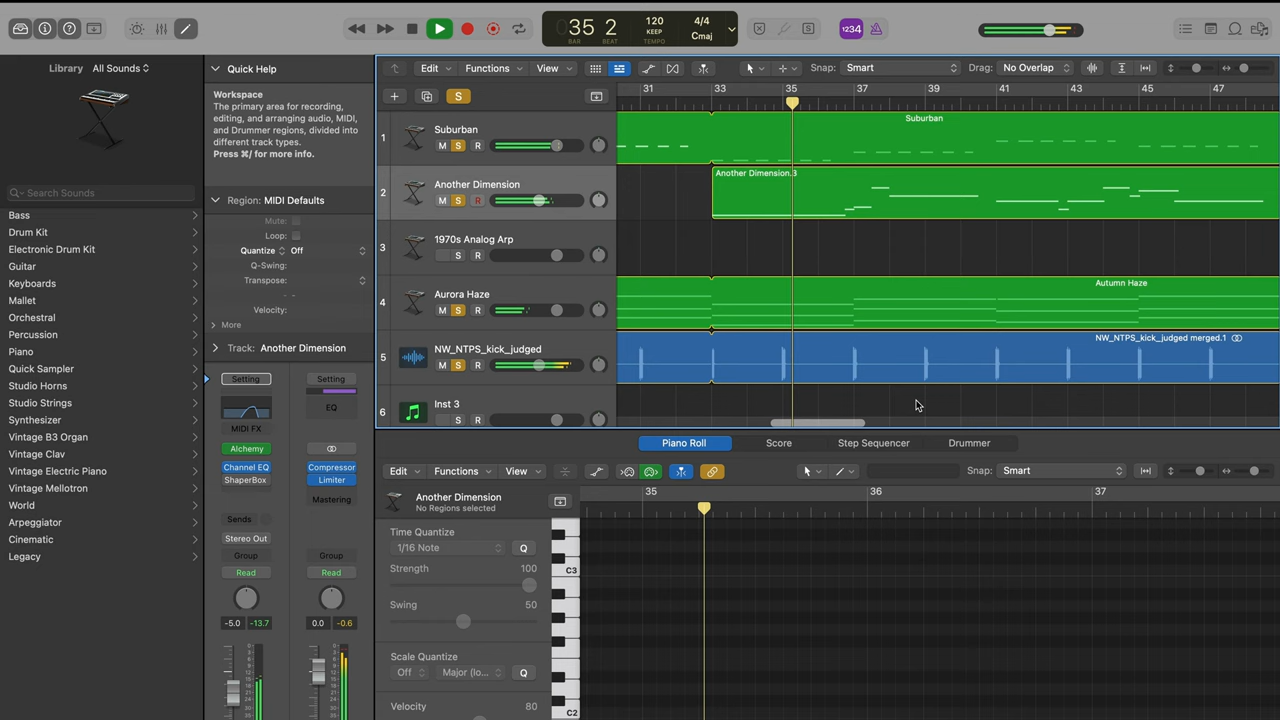 35 2
BAR BEAT
120
KEEP
TEMPO
4/4
Cmaj
1234
S
Library All Sounds
Search Sounds
Bass
Drum Kit
Electronic Drum Kit
Guitar
Keyboards
Mallet
Orchestral
Percussion
Piano
Quick Sampler
Studio Horns
Studio Strings
Synthesizer
Vintage B3 Organ
Vintage Clav
Vintage Electric Piano
Vintage Mellotron
World
Arpeggiator
Cinematic
Legacy
Quick Help
Workspace
The primary area for recording,
editing, and arranging audio, MIDI,
and Drummer regions, divided into
different track types.
Press ⌘/ for more info.
Region: MIDI Defaults
Mute:
Loop:
Quantize Off
Q-Swing:
Transpose:
Velocity:
More
Track: Another Dimension
Setting Setting
EQ
MIDI FX
Alchemy
Channel EQ Compressor
ShaperBox Limiter
Mastering
Sends
Stereo Out
Group Group
Read Read
-5.0 -13.7 0.0 -0.6
Edit Functions View Snap: Smart Drag: No Overlap
S
31 33 35 37 39 41 43 45 47
1 Suburban
M S R
Suburban
2 Another Dimension
M S R
Another Dimension.3
3 1970s Analog Arp
S R
4 Aurora Haze
M S R
Autumn Haze
5 NW_NTPS_kick_judged
M S R
NW_NTPS_kick_judged merged.1
6 Inst 3
S R
Piano Roll Score Step Sequencer Drummer
Edit Functions View Snap: Smart
Another Dimension
No Regions selected
35 36 37
Time Quantize
1/16 Note Q
Strength 100
Swing 50
Scale Quantize
Off Major (lo... Q
Velocity 80
C3
C2